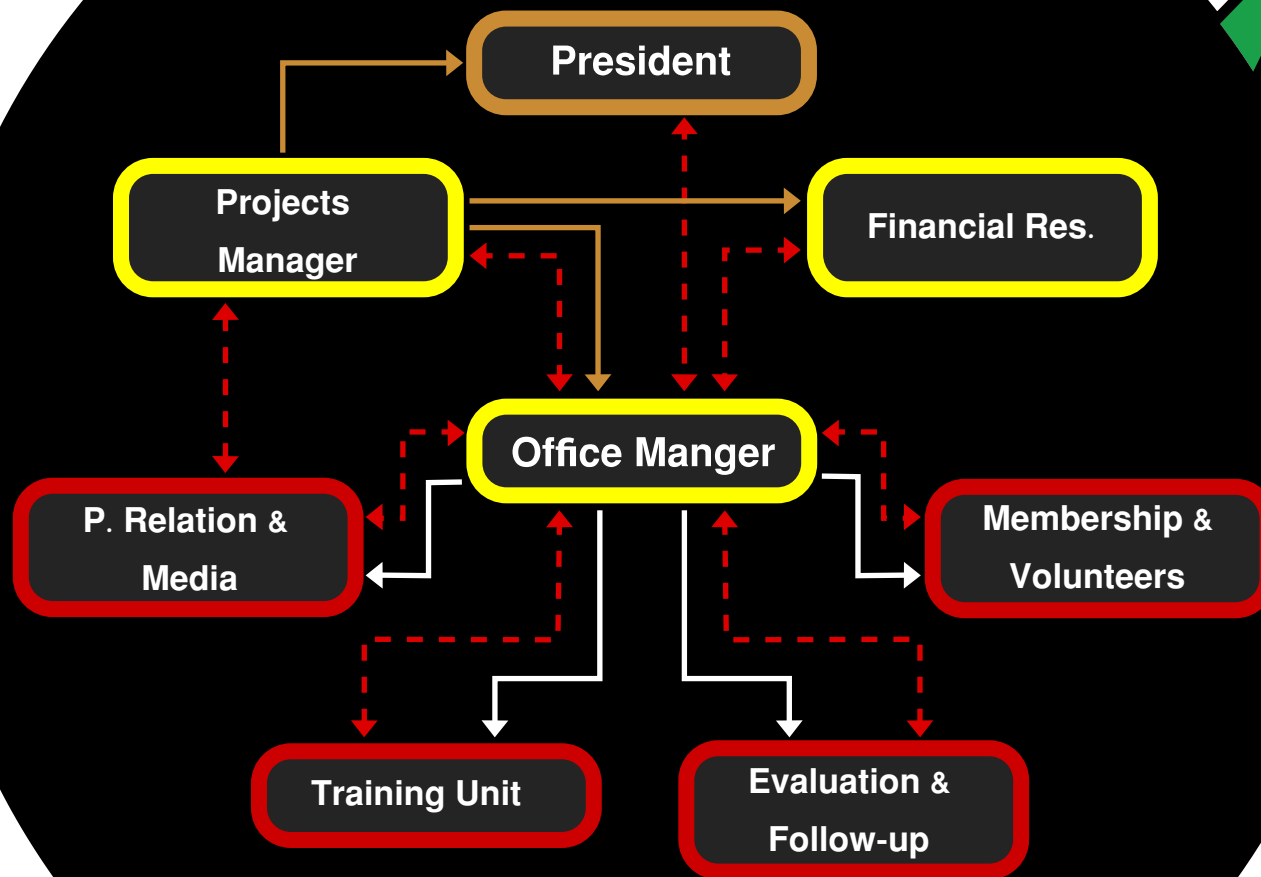 President
Projects
Manager
Financial Res.
Office Manger
P. Relation &
Media
Membership &
Volunteers
Training Unit
Evaluation &
Follow-up